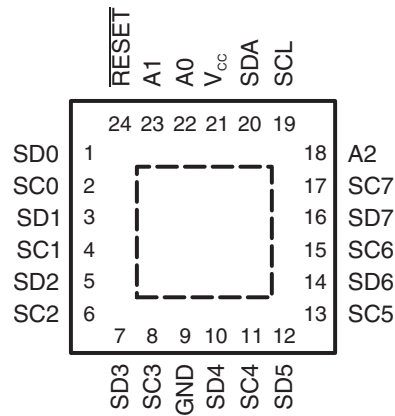 RESET A1 A0 VCC SDA SCL
24 23 22 21 20 19
SD0 1 18 A2
SC0 2 17 SC7
SD1 3 16 SD7
SC1 4 15 SC6
SD2 5 14 SD6
SC2 6 13 SC5
7 8 9 10 11 12
SD3 SC3 GND SD4 SC4 SD5